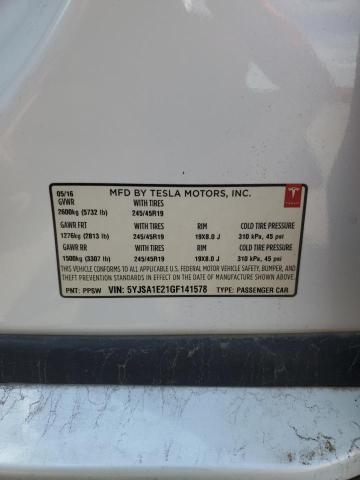 05/16 MFD BY TESLA MOTORS, INC.
GVWR WITH TIRES
2600kg (5732 lb) 245/45R19
GAWR FRT WITH TIRES RIM COLD TIRE PRESSURE
1276kg (2813 lb) 245/45R19 19X8.0 J 310 kPa, 45 psi
GAWR RR WITH TIRES RIM COLD TIRE PRESSURE
1500kg (3307 lb) 245/45R19 19X8.0 J 310 kPa, 45 psi
THIS VEHICLE CONFORMS TO ALL APPLICABLE U.S. FEDERAL MOTOR VEHICLE SAFETY, BUMPER, AND
THEFT PREVENTION STANDARDS IN EFFECT ON THE DATE OF MANUFACTURE SHOWN ABOVE.
PNT: PPSW VIN: 5YJSA1E21GF141578 TYPE: PASSENGER CAR
TESLA